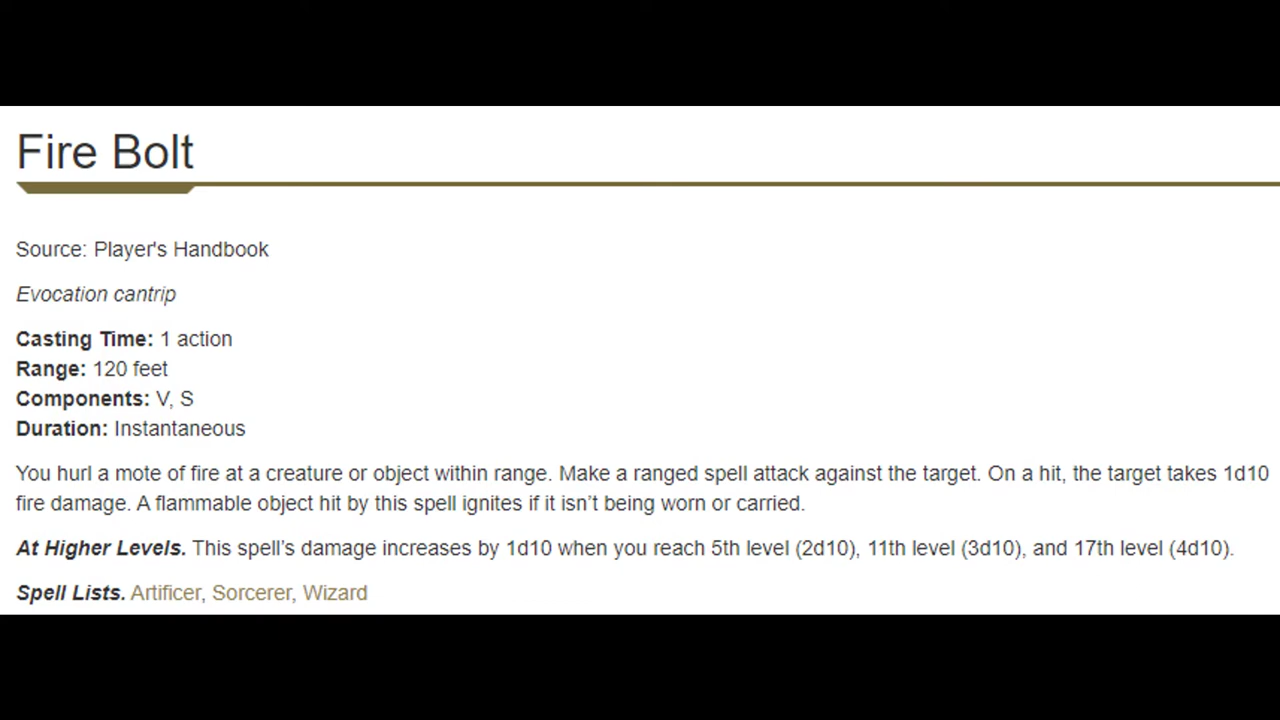 Fire Bolt
Source: Player's Handbook
Evocation cantrip
Casting Time: 1 action
Range: 120 feet
Components: V, S
Duration: Instantaneous
You hurl a mote of fire at a creature or object within range. Make a ranged spell attack against the target. On a hit, the target takes 1d10
fire damage. A flammable object hit by this spell ignites if it isn’t being worn or carried.
At Higher Levels. This spell’s damage increases by 1d10 when you reach 5th level (2d10), 11th level (3d10), and 17th level (4d10).
Spell Lists. Artificer, Sorcerer, Wizard